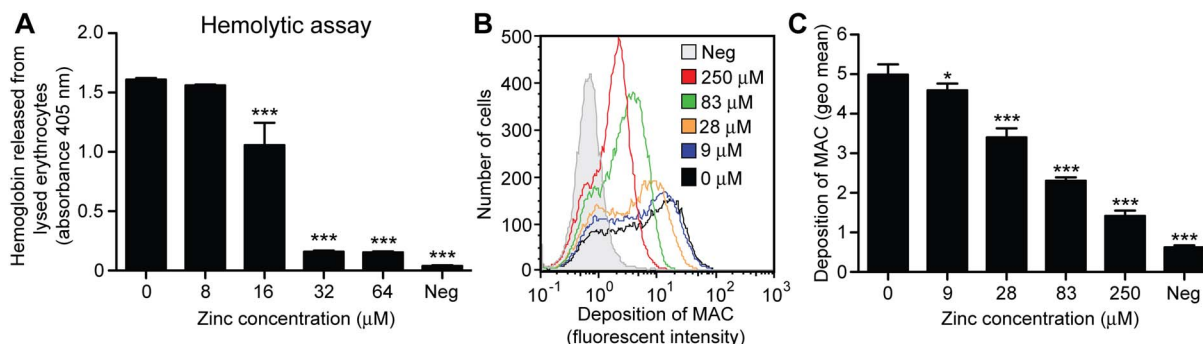 A
Hemolytic assay
Hemoglobin released from
lysed erythrocytes
(absorbance 405 nm)
2.0
1.5
1.0
0.5
0
***
***
***
***
0 8 16 32 64 Neg
Zinc concentration (μM)
B
500
400
300
200
100
0
Number of cells
Neg
250 μM
83 μM
28 μM
9 μM
0 μM
10-1 100 101 102 103
Deposition of MAC
(fluorescent intensity)
C
Deposition of MAC (geo mean)
6
5
4
3
2
1
0
*
***
***
***
***
0 9 28 83 250 Neg
Zinc concentration (μM)